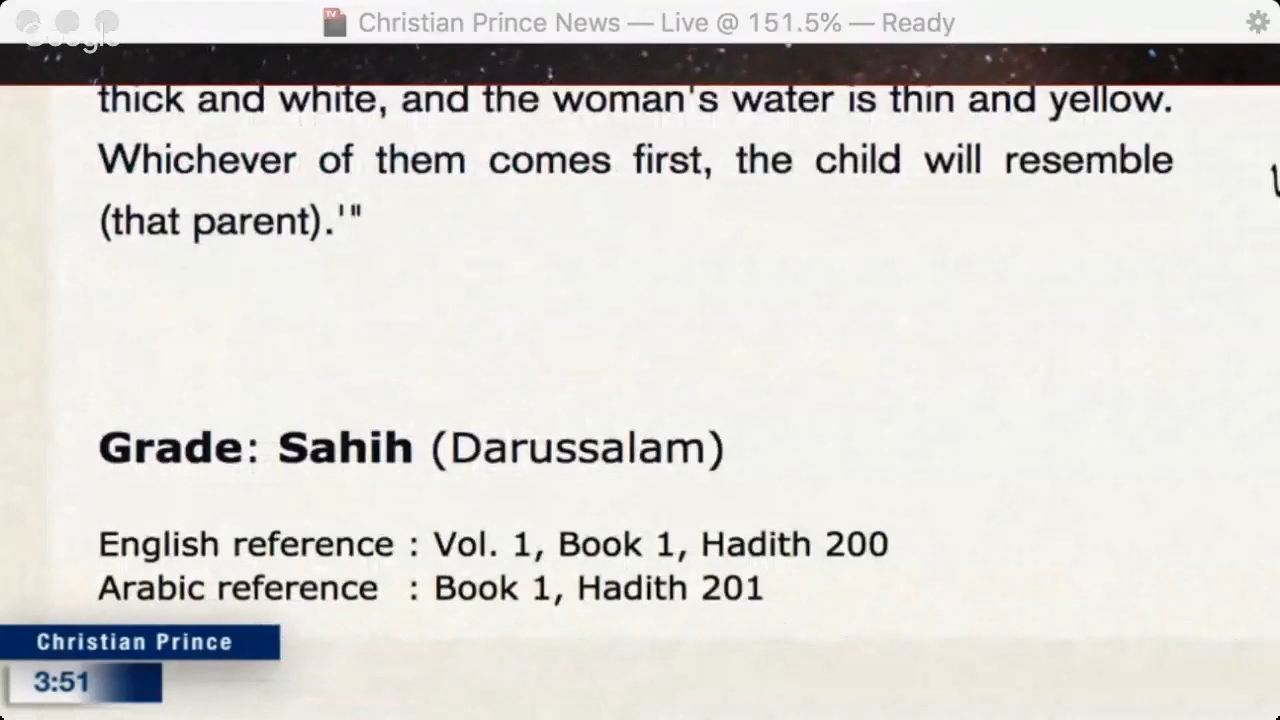 Christian Prince News — Live @ 151.5% — Ready
Google
thick and white, and the woman's water is thin and yellow.
Whichever of them comes first, the child will resemble
(that parent).'"
Grade: Sahih (Darussalam)
English reference : Vol. 1, Book 1, Hadith 200
Arabic reference : Book 1, Hadith 201
Christian Prince
3:51